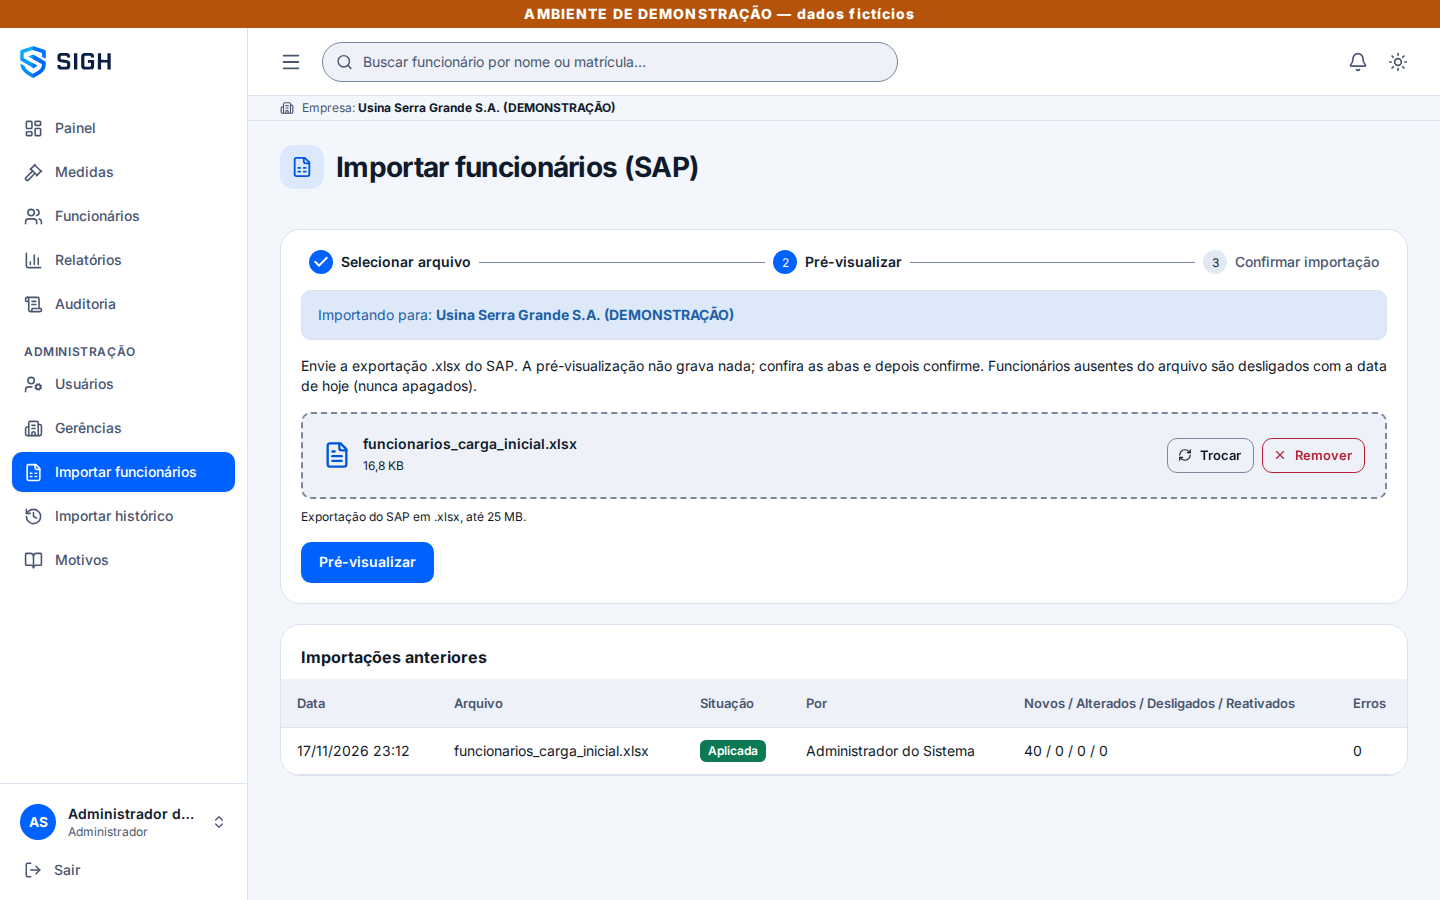 AMBIENTE DE DEMONSTRAÇÃO — dados fictícios
SIGH
Buscar funcionário por nome ou matrícula...
Empresa: Usina Serra Grande S.A. (DEMONSTRAÇÃO)
Painel
Medidas
Funcionários
Relatórios
Auditoria
ADMINISTRAÇÃO
Usuários
Gerências
Importar funcionários
Importar histórico
Motivos
AS
Administrador d...
Administrador
Sair
Importar funcionários (SAP)
Selecionar arquivo
2 Pré-visualizar
3 Confirmar importação
Importando para: Usina Serra Grande S.A. (DEMONSTRAÇÃO)
Envie a exportação .xlsx do SAP. A pré-visualização não grava nada; confira as abas e depois confirme. Funcionários ausentes do arquivo são desligados com a data
de hoje (nunca apagados).
funcionarios_carga_inicial.xlsx
16,8 KB
Trocar
Remover
Exportação do SAP em .xlsx, até 25 MB.
Pré-visualizar
Importações anteriores
Data Arquivo Situação Por Novos / Alterados / Desligados / Reativados Erros
17/11/2026 23:12 funcionarios_carga_inicial.xlsx Aplicada Administrador do Sistema 40 / 0 / 0 / 0 0